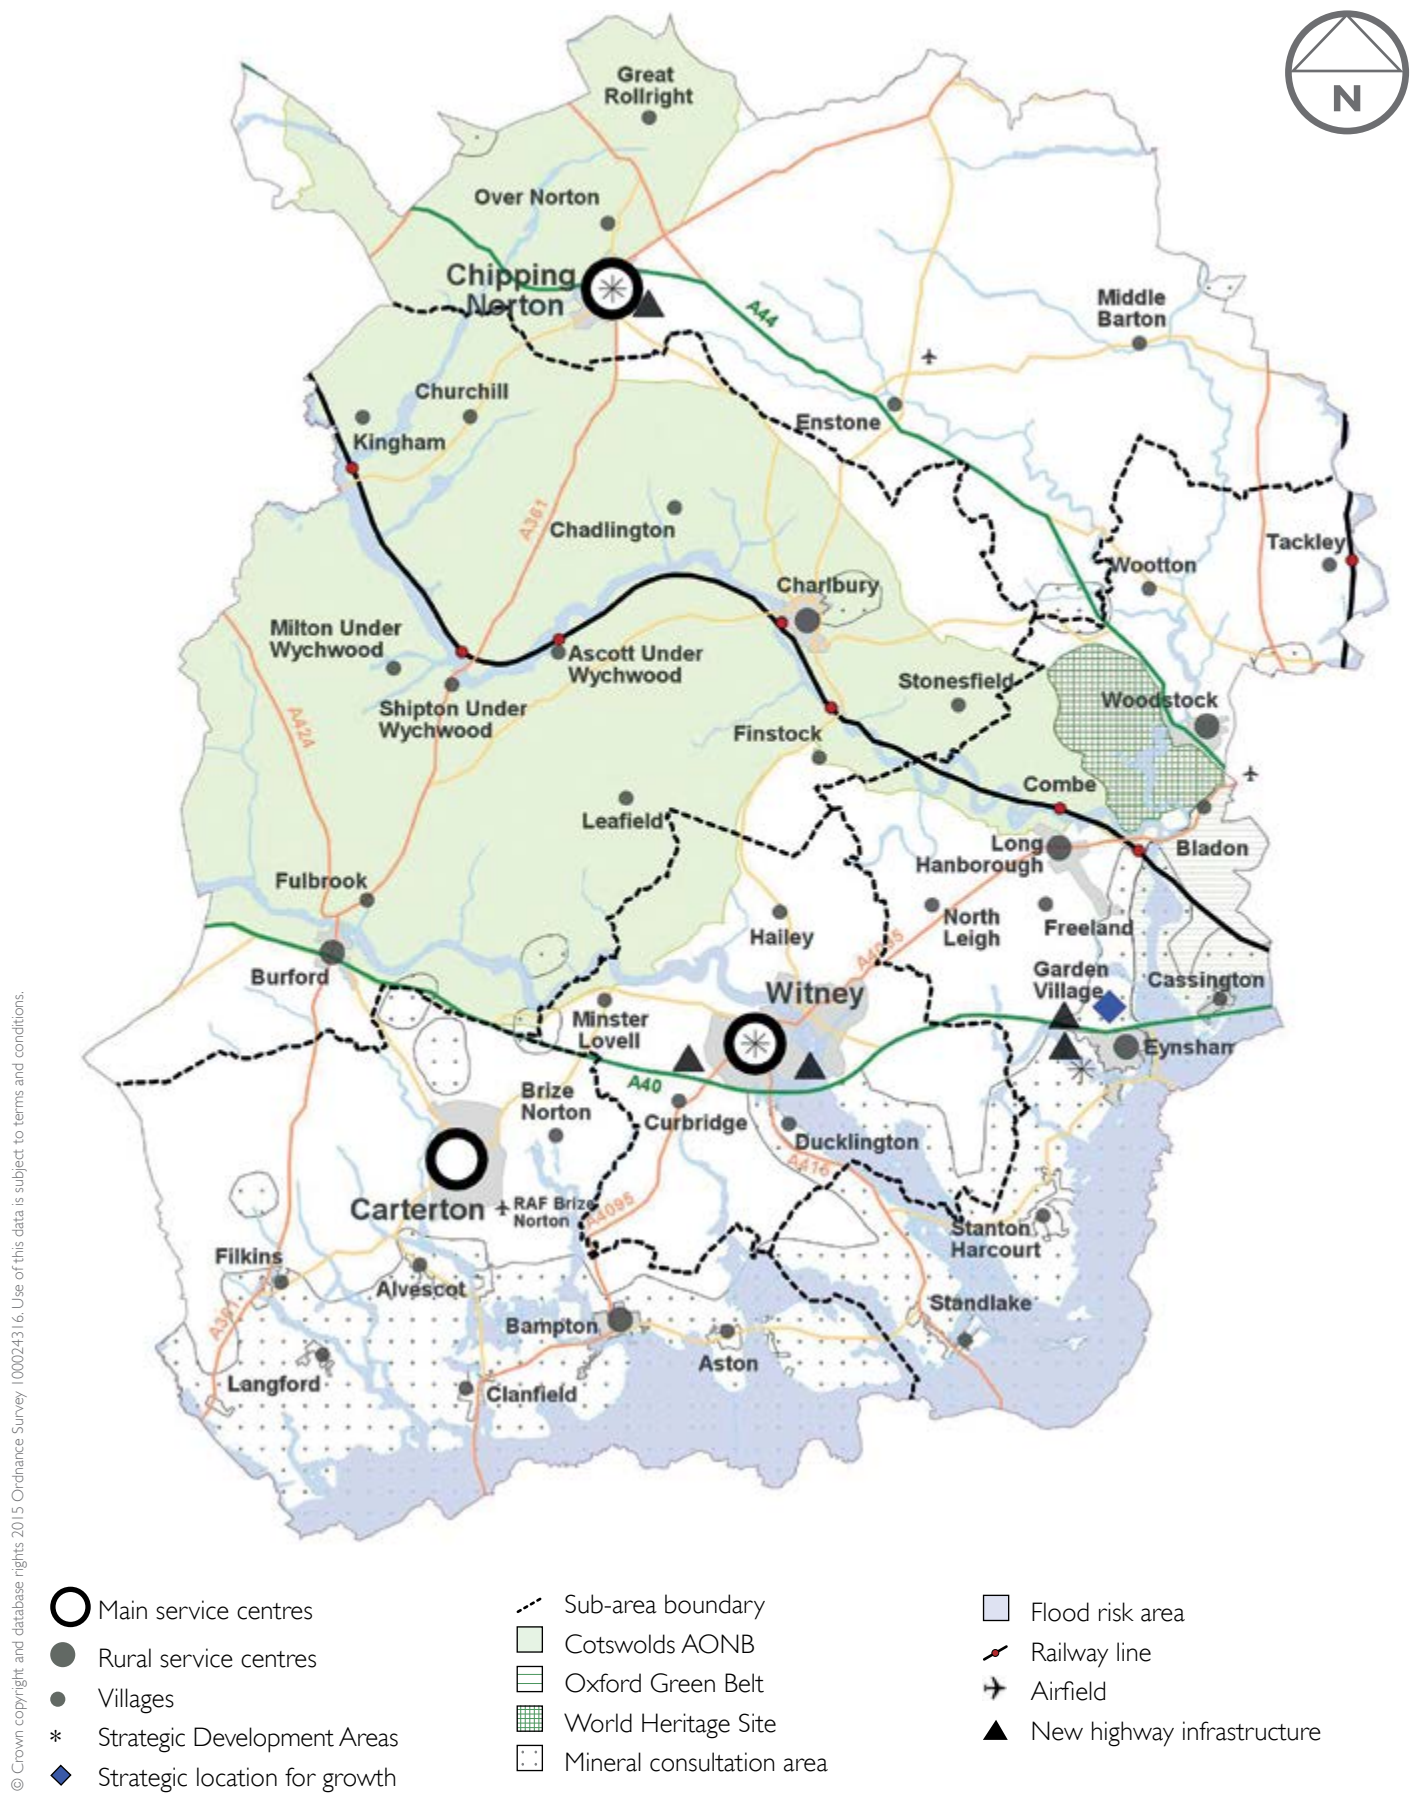 N
Great
Rollright
Over Norton
Chipping
Norton
A44
Middle
Barton
Churchill
Kingham
Enstone
A361
Chadlington
Tackley
Wootton
Charlbury
Milton Under
Wychwood
Ascott Under
Wychwood
Stonesfield
Woodstock
Shipton Under
Wychwood
A424
Finstock
Combe
Leafield
Long
Hanborough
Bladon
Fulbrook
North
Leigh
Freeland
Hailey
A4095
Burford
Garden
Village
Cassington
Witney
Minster
Lovell
Eynsham
A40
Brize
Norton
Curbridge
Ducklington
A415
Carterton
RAF Brize
Norton
A4095
Stanton
Harcourt
Filkins
Alvescot
A361
Bampton
Standlake
Aston
Langford
Clanfield
© Crown copyright and database rights 2015 Ordnance Survey 100024316. Use of this data is subject to terms and conditions.
Main service centres
Rural service centres
Villages
Strategic Development Areas
Strategic location for growth
Sub-area boundary
Cotswolds AONB
Oxford Green Belt
World Heritage Site
Mineral consultation area
Flood risk area
Railway line
Airfield
New highway infrastructure